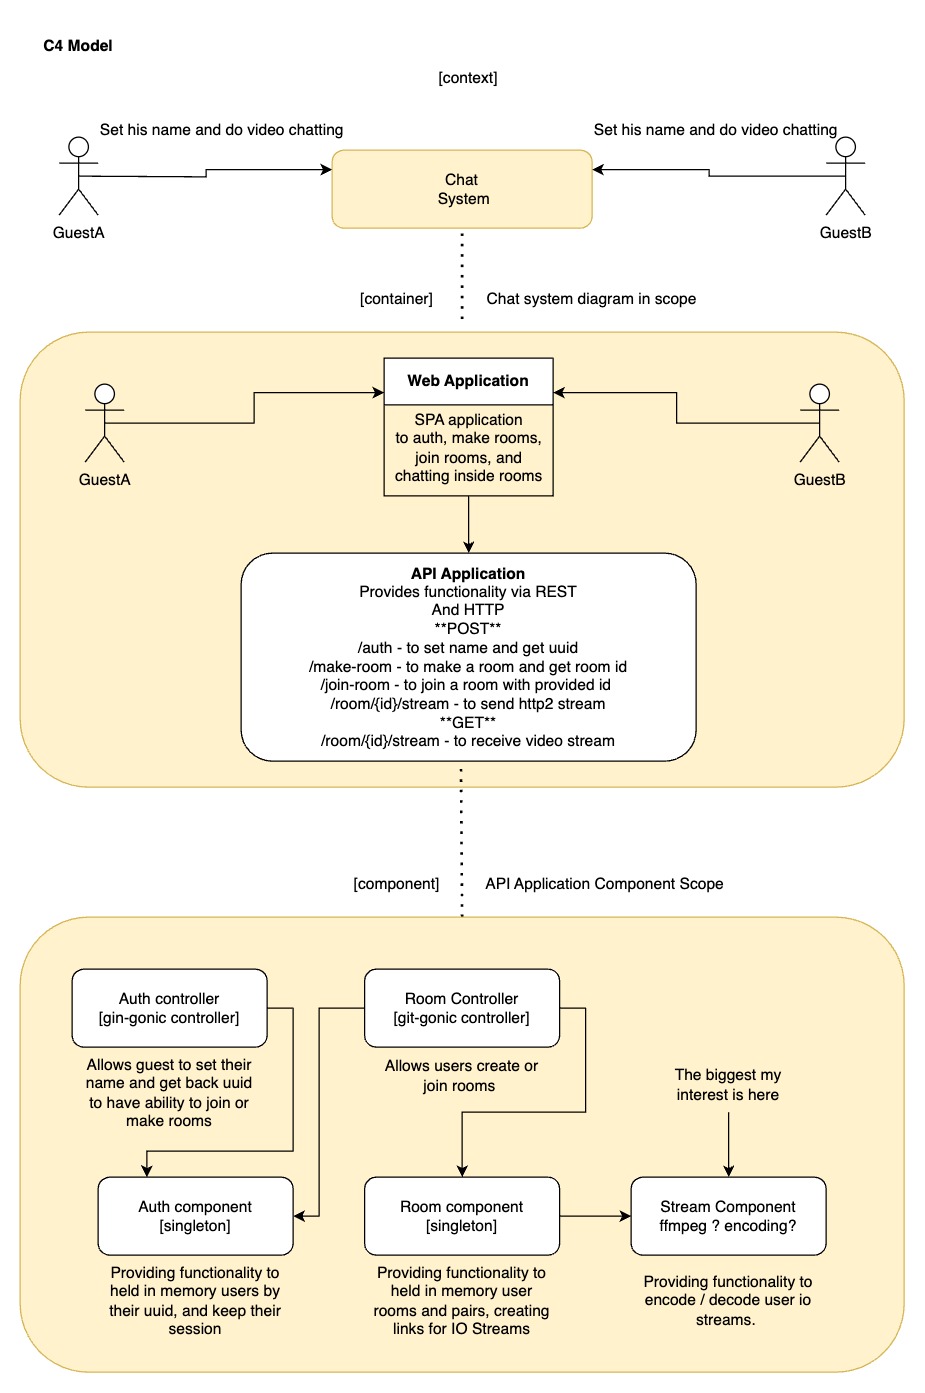 C4 Model
[context]
Set his name and do video chatting
Set his name and do video chatting
Chat
System
GuestA
GuestB
[container]
Chat system diagram in scope
Web Application
SPA application
to auth, make rooms,
join rooms, and
chatting inside rooms
GuestA
GuestB
API Application
Provides functionality via REST
And HTTP
**POST**
/auth - to set name and get uuid
/make-room - to make a room and get room id
/join-room - to join a room with provided id
/room/{id}/stream - to send http2 stream
**GET**
/room/{id}/stream - to receive video stream
[component]
API Application Component Scope
Auth controller
[gin-gonic controller]
Allows guest to set their
name and get back uuid
to have ability to join or
make rooms
Room Controller
[git-gonic controller]
Allows users create or
join rooms
The biggest my
interest is here
Auth component
[singleton]
Providing functionality to
held in memory users by
their uuid, and keep their
session
Room component
[singleton]
Providing functionality to
held in memory user
rooms and pairs, creating
links for IO Streams
Stream Component
ffmpeg ? encoding?
Providing functionality to
encode / decode user io
streams.